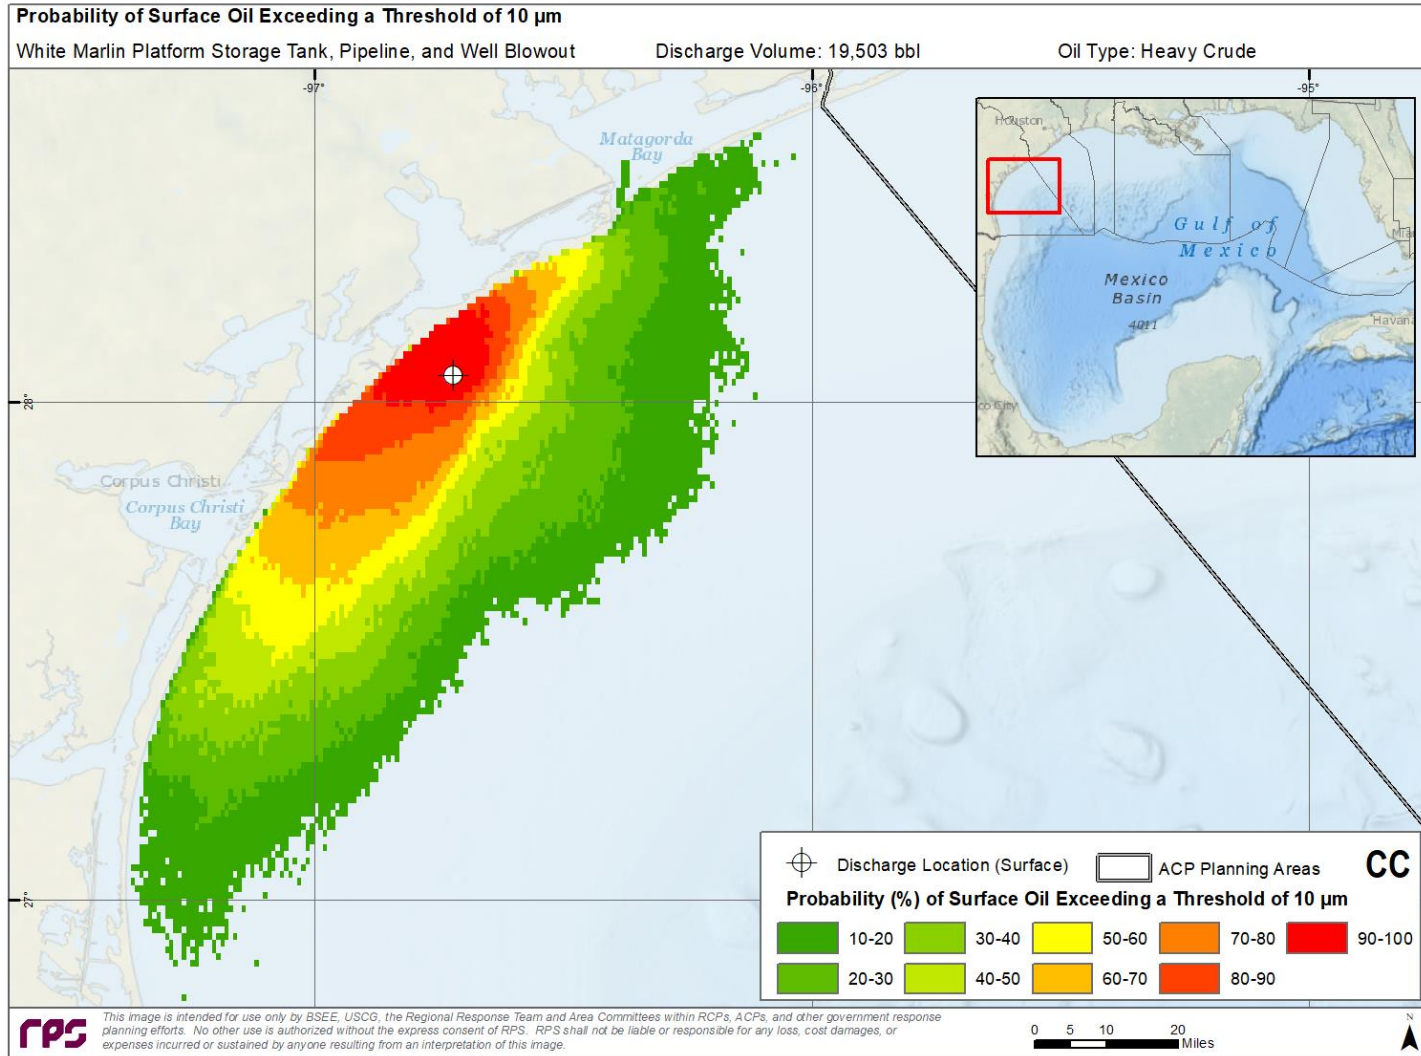 Probability of Surface Oil Exceeding a Threshold of 10 µm
White Marlin Platform Storage Tank, Pipeline, and Well Blowout Discharge Volume: 19,503 bbl Oil Type: Heavy Crude
-97° -96° -95°
Houston
Matagorda
Bay
Gulf of
Mexico
Miami
Mexico
Basin
4011
Havana
co City
28°
Corpus Christi
Corpus Christi
Bay
27°
Discharge Location (Surface) ACP Planning Areas CC
Probability (%) of Surface Oil Exceeding a Threshold of 10 µm
10-20 30-40 50-60 70-80 90-100
20-30 40-50 60-70 80-90
rps
This image is intended for use only by BSEE, USCG, the Regional Response Team and Area Committees within RCPs, ACPs, and other government response
planning efforts. No other use is authorized without the express consent of RPS. RPS shall not be liable or responsible for any loss, cost damages, or
expenses incurred or sustained by anyone resulting from an interpretation of this image.
0 5 10 20
Miles
N